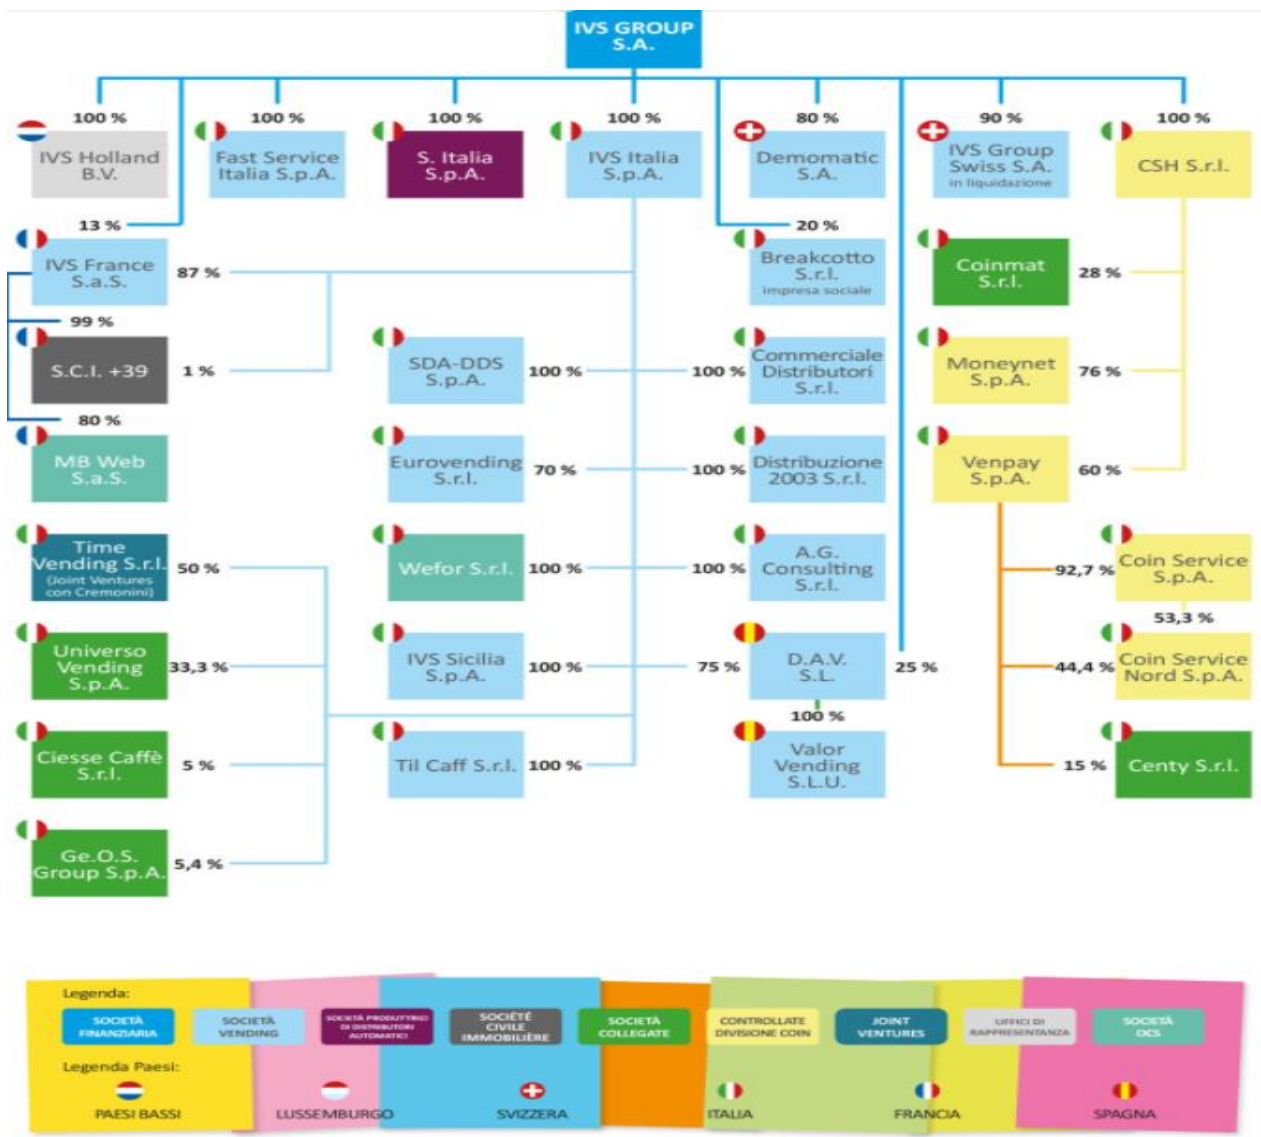 IVS GROUP
S.A.
100 %
100 %
100 %
100 %
80 %
90 %
100 %
IVS Holland
B.V.
Fast Service
Italia S.p.A.
S. Italia
S.p.A.
IVS Italia
S.p.A.
Demomatic
S.A.
IVS Group
Swiss S.A.
in liquidazione
CSH S.r.l.
13 %
20 %
IVS France
S.a.S.
87 %
Breakcotto
S.r.l.
impresa sociale
Coinmat
S.r.l.
28 %
99 %
S.C.I. +39
1 %
SDA-DDS
S.p.A.
100 %
100 %
Commerciale
Distributori
S.r.l.
Moneynet
S.p.A.
76 %
80 %
MB Web
S.a.S.
Eurovending
S.r.l.
70 %
100 %
Distribuzione
2003 S.r.l.
Venpay
S.p.A.
60 %
Time
Vending S.r.l.
(Joint Ventures
con Cremonini)
50 %
Wefor S.r.l.
100 %
100 %
A.G.
Consulting
S.r.l.
92,7 %
Coin Service
S.p.A.
53,3 %
Universo
Vending
S.p.A.
33,3 %
IVS Sicilia
S.p.A.
100 %
75 %
D.A.V.
S.L.
25 %
44,4 %
Coin Service
Nord S.p.A.
100 %
Ciesse Caffè
S.r.l.
5 %
Til Caff S.r.l.
100 %
Valor
Vending
S.L.U.
15 %
Centy S.r.l.
Ge.O.S.
Group S.p.A.
5,4 %
Legenda:
SOCIETÀ
FINANZIARIA
SOCIETÀ
VENDING
SOCIETÀ PRODUTTRICI
DI DISTRIBUTORI
AUTOMATICI
SOCIÉTÉ
CIVILE
IMMOBILIÈRE
SOCIETÀ
COLLEGATE
CONTROLLATE
DIVISIONE COIN
JOINT
VENTURES
UFFICI DI
RAPPRESENTANZA
SOCIETÀ
OCS
Legenda Paesi:
PAESI BASSI
LUSSEMBURGO
SVIZZERA
ITALIA
FRANCIA
SPAGNA